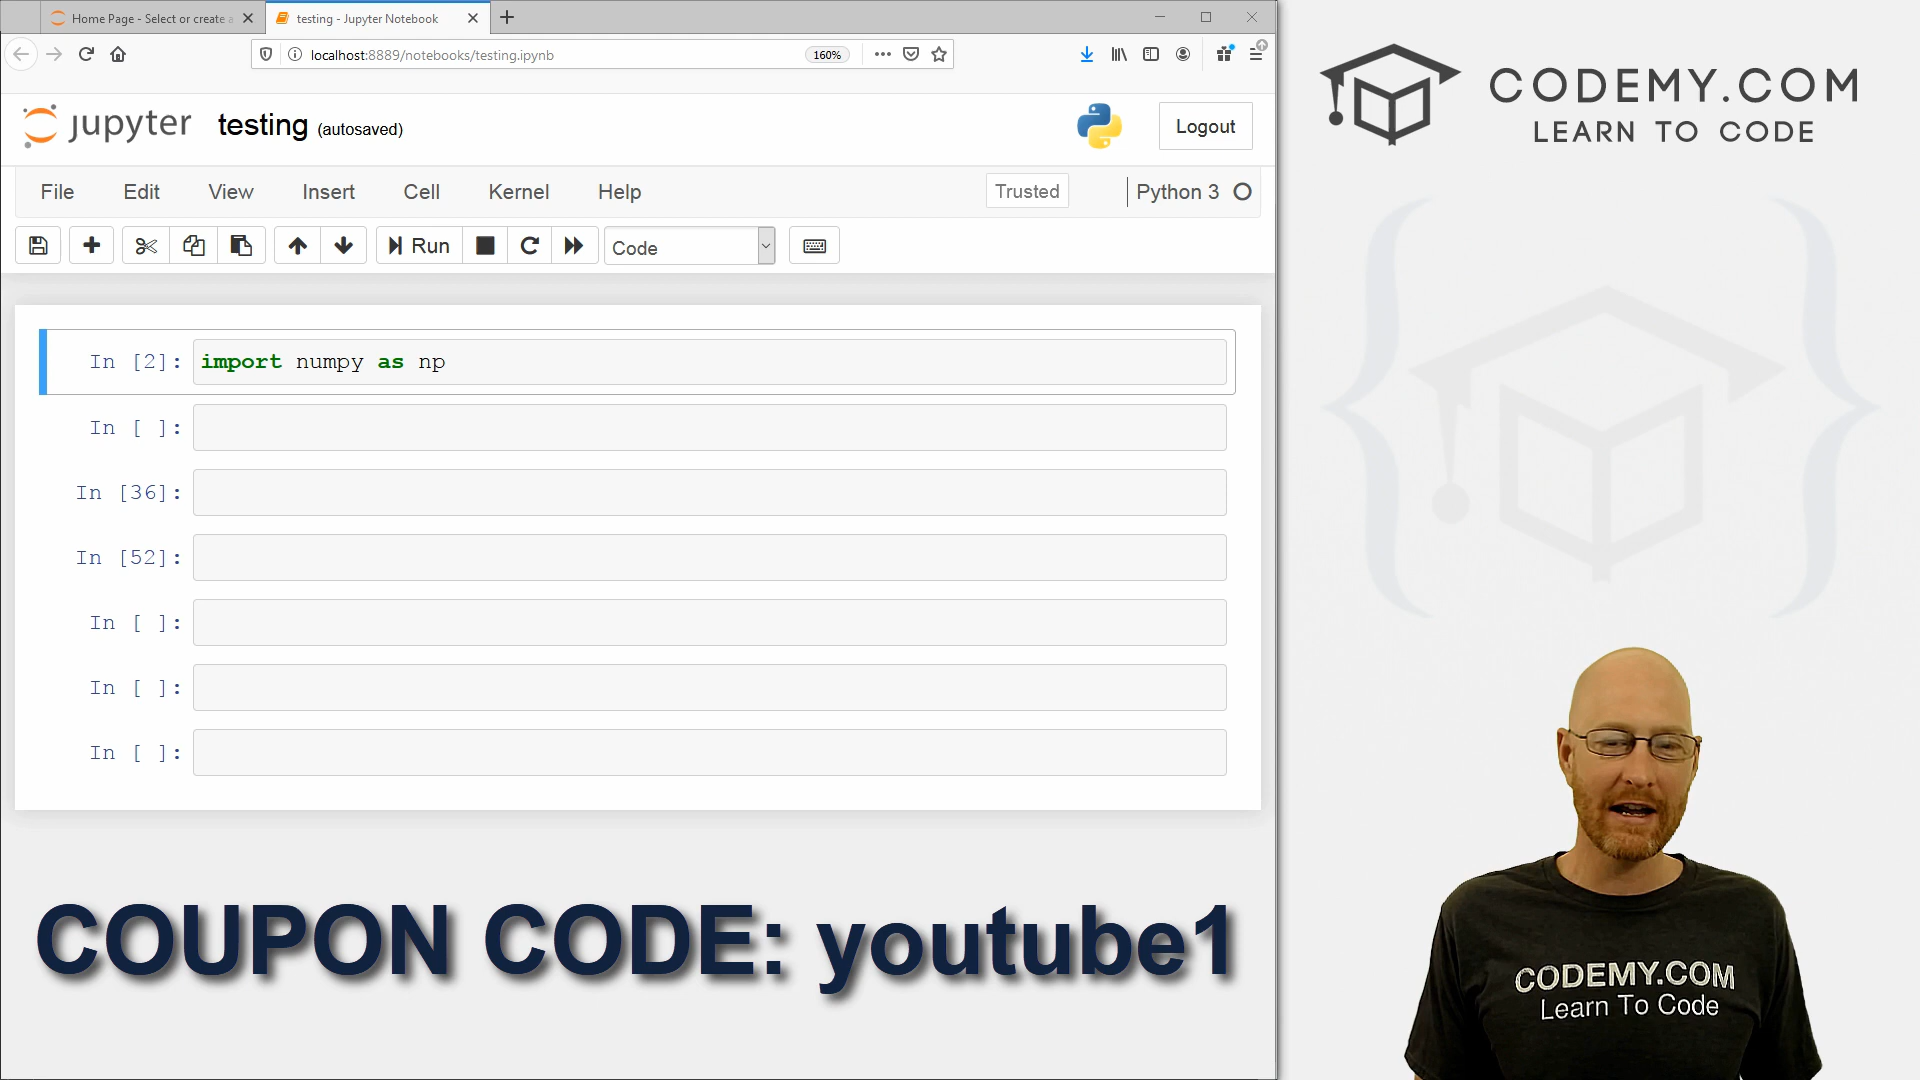 Home Page - Select or create a
testing - Jupyter Notebook
localhost:8889/notebooks/testing.ipynb
160%
jupyter testing (autosaved)
Logout
File Edit View Insert Cell Kernel Help
Trusted
Python 3
Run
Code
In [2]: import numpy as np
In [ ]:
In [36]:
In [52]:
In [ ]:
In [ ]:
In [ ]:
COUPON CODE: youtube1
CODEMY.COM
LEARN TO CODE
CODEMY.COM
Learn To Code